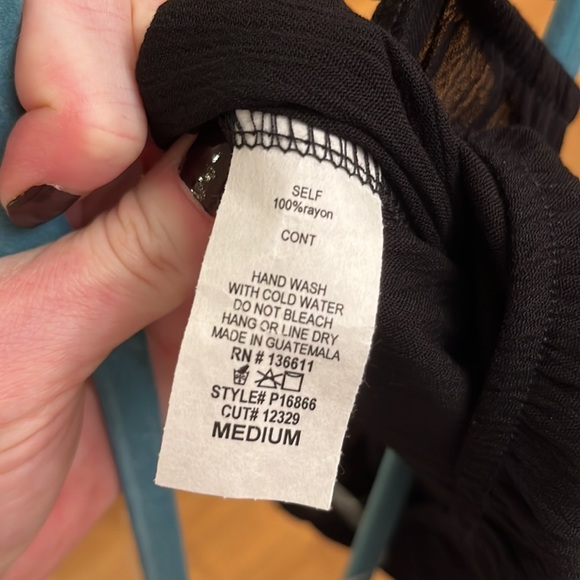 SELF
100%rayon
CONT
HAND WASH
WITH COLD WATER
DO NOT BLEACH
HANG OR LINE DRY
MADE IN GUATEMALA
RN # 136611
STYLE# P16866
CUT# 12329
MEDIUM